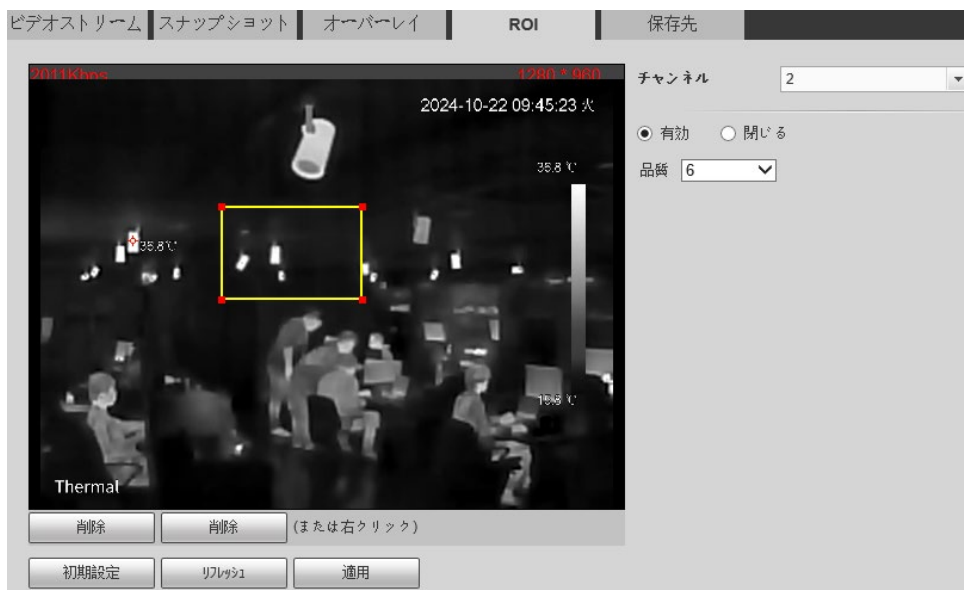 ビデオストリーム スナップショット オーバーレイ ROI 保存先
2011Kbps 1280 * 960
チャンネル 2
2024-10-22 09:45:23 火
有効 閉じる
品質 6
36.8℃
19.8℃
Thermal
削除 削除 (または右クリック)
初期設定 リフレッシュ 適用